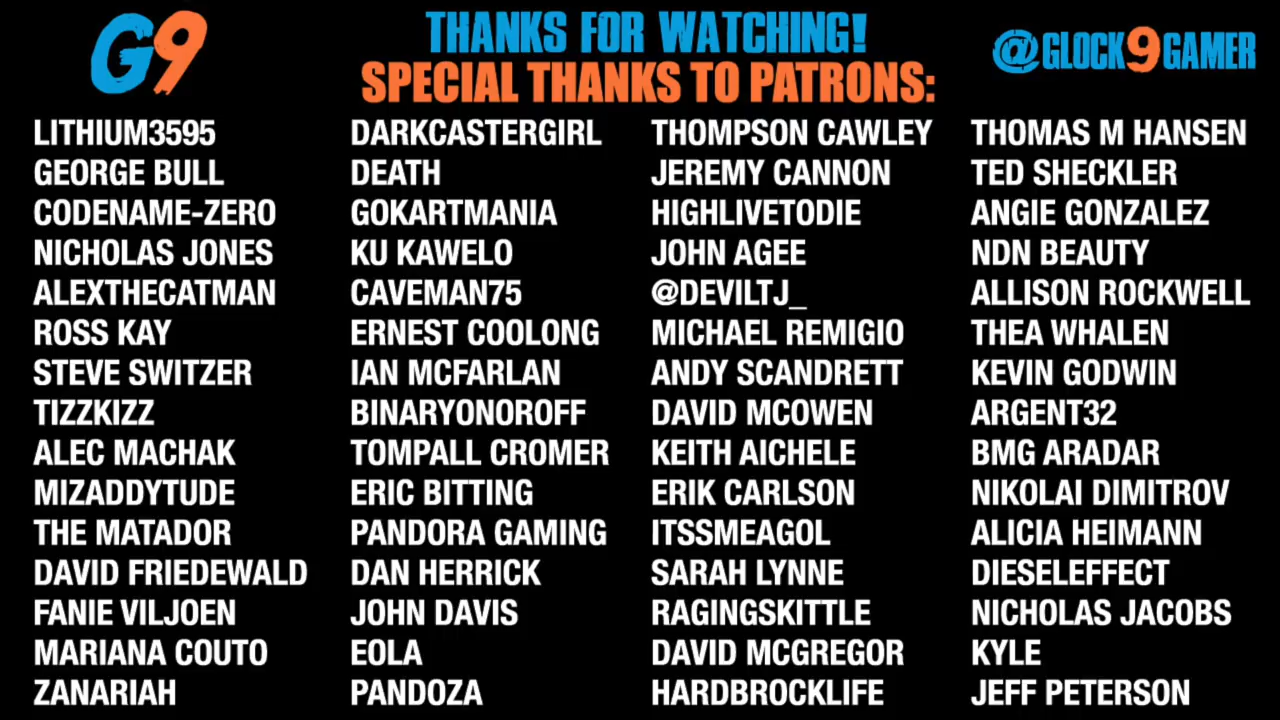 G9
THANKS FOR WATCHING!
SPECIAL THANKS TO PATRONS:
@GLOCK9GAMER
LITHIUM3595
GEORGE BULL
CODENAME-ZERO
NICHOLAS JONES
ALEXTHECATMAN
ROSS KAY
STEVE SWITZER
TIZZKIZZ
ALEC MACHAK
MIZADDYTUDE
THE MATADOR
DAVID FRIEDEWALD
FANIE VILJOEN
MARIANA COUTO
ZANARIAH
DARKCASTERGIRL
DEATH
GOKARTMANIA
KU KAWELO
CAVEMAN75
ERNEST COOLONG
IAN MCFARLAN
BINARYONOROFF
TOMPALL CROMER
ERIC BITTING
PANDORA GAMING
DAN HERRICK
JOHN DAVIS
EOLA
PANDOZA
THOMPSON CAWLEY
JEREMY CANNON
HIGHLIVETODIE
JOHN AGEE
@DEVILTJ_
MICHAEL REMIGIO
ANDY SCANDRETT
DAVID MCOWEN
KEITH AICHELE
ERIK CARLSON
ITSSMEAGOL
SARAH LYNNE
RAGINGSKITTLE
DAVID MCGREGOR
HARDBROCKLIFE
THOMAS M HANSEN
TED SHECKLER
ANGIE GONZALEZ
NDN BEAUTY
ALLISON ROCKWELL
THEA WHALEN
KEVIN GODWIN
ARGENT32
BMG ARADAR
NIKOLAI DIMITROV
ALICIA HEIMANN
DIESELEFFECT
NICHOLAS JACOBS
KYLE
JEFF PETERSON